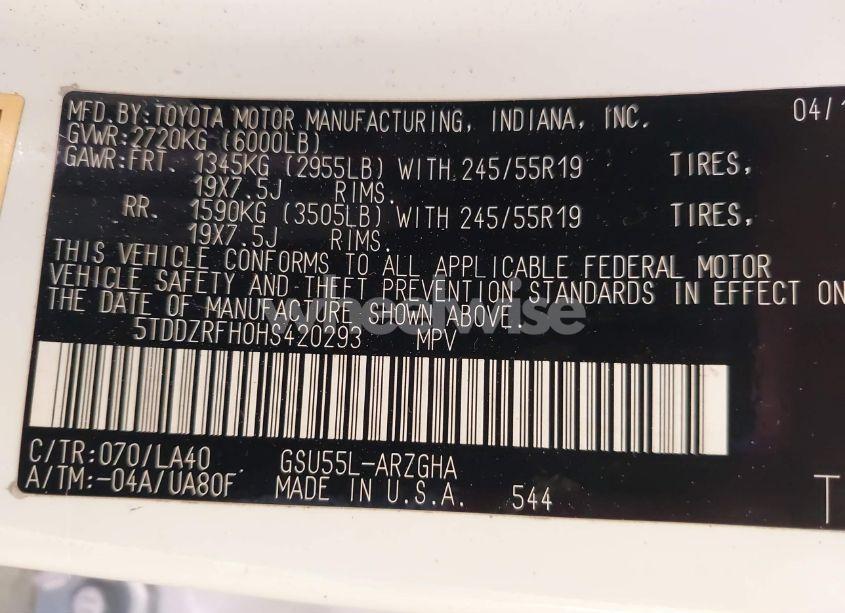 MFD.BY:TOYOTA MOTOR MANUFACTURING, INDIANA, INC. 04/1
GVWR:2720KG (6000LB)
GAWR:FRT. 1345KG (2955LB) WITH 245/55R19 TIRES,
19X7.5J RIMS.
RR. 1590KG (3505LB) WITH 245/55R19 TIRES,
19X7.5J RIMS.
THIS VEHICLE CONFORMS TO ALL APPLICABLE FEDERAL MOTOR
VEHICLE SAFETY AND THEFT PREVENTION STANDARDS IN EFFECT ON
THE DATE OF MANUFACTURE SHOWN ABOVE.
wheelwise
5TDDZRFH0HS420293 MPV
C/TR:070/LA40 GSU55L-ARZGHA
A/TM:-04A/UA80F MADE IN U.S.A. 544 T